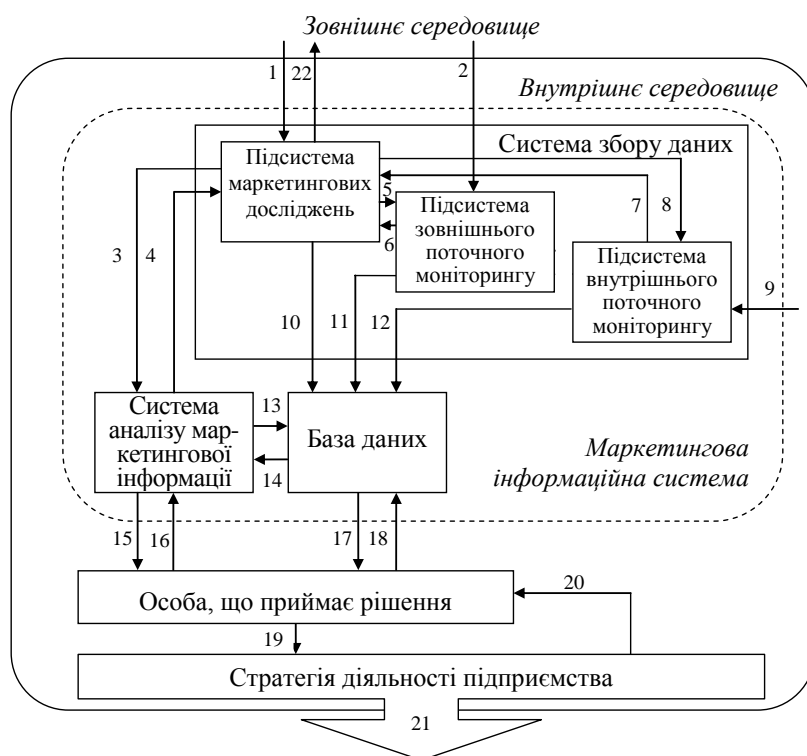 Зовнішнє середовище
1
22
2
Внутрішнє середовище
Система збору даних
Підсистема
маркетингових
досліджень
5
6
Підсистема
зовнішнього
поточного
моніторингу
7
8
Підсистема
внутрішнього
поточного
моніторингу
9
3
4
10
11
12
Система
аналізу мар-
кетингової
інформації
13
14
База даних
Маркетингова
інформаційна система
15
16
17
18
Особа, що приймає рішення
20
19
Стратегія діяльності підприємства
21